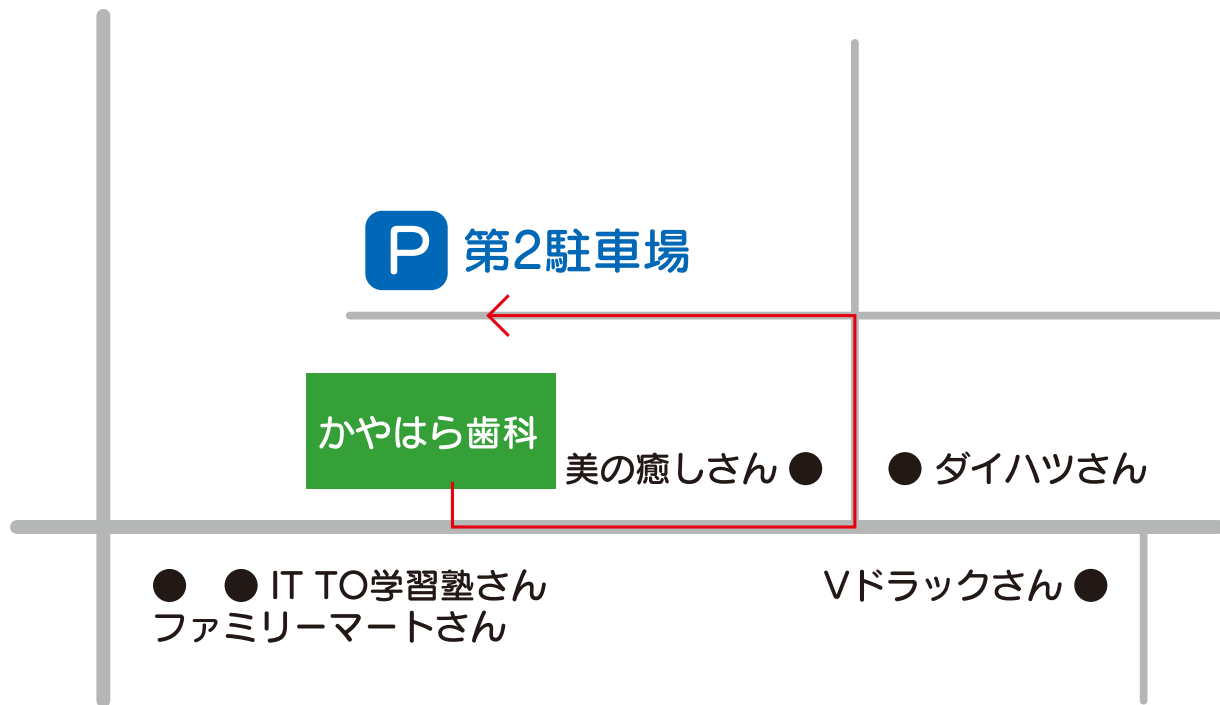 P 第2駐車場
かやはら歯科
美の癒しさん
ダイハツさん
IT TO学習塾さん
Vドラックさん
ファミリーマートさん